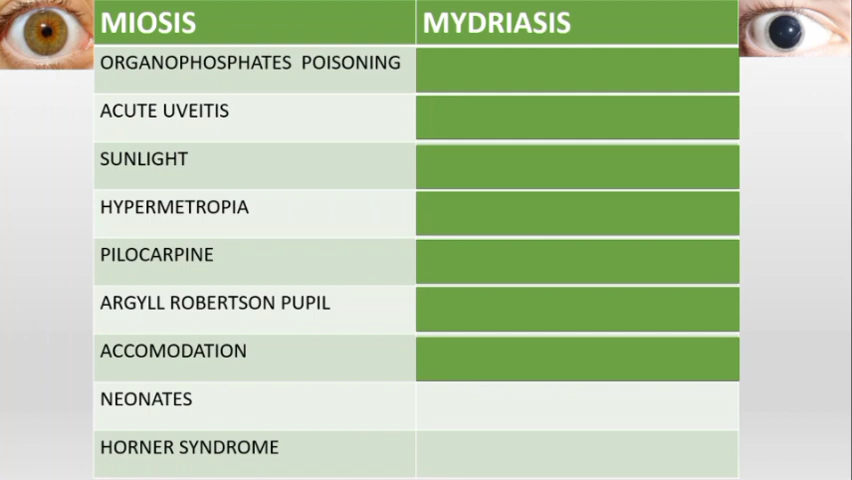 MIOSIS
MYDRIASIS
ORGANOPHOSPHATES POISONING
ACUTE UVEITIS
SUNLIGHT
HYPERMETROPIA
PILOCARPINE
ARGYLL ROBERTSON PUPIL
ACCOMODATION
NEONATES
HORNER SYNDROME